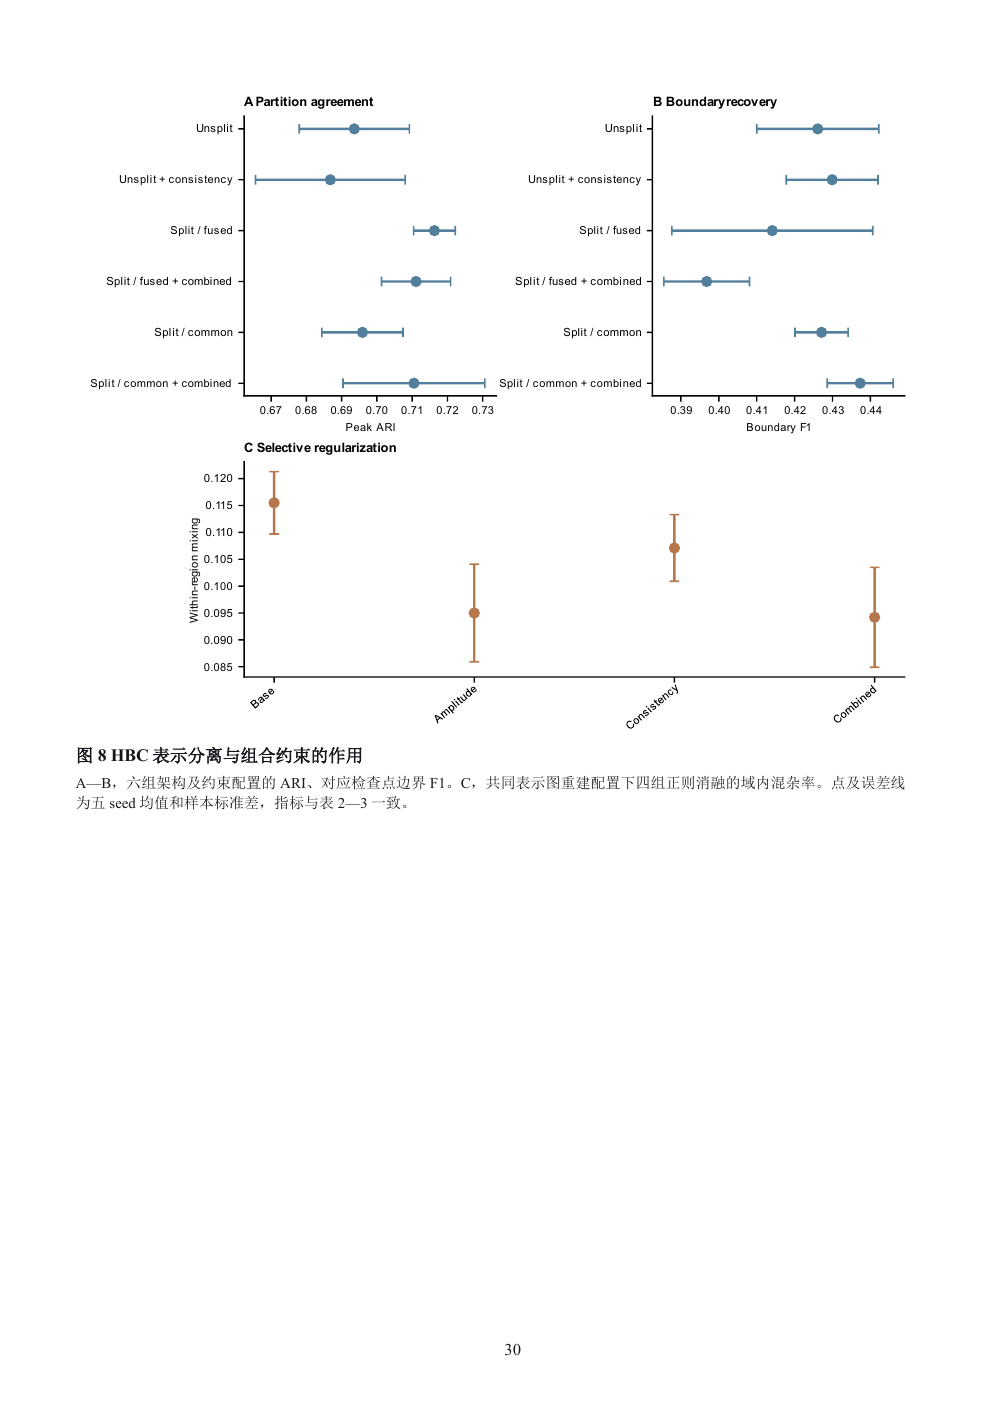 A Partition agreement
Unsplit
Unsplit + consistency
Split / fused
Split / fused + combined
Split / common
Split / common + combined
0.67 0.68 0.69 0.70 0.71 0.72 0.73
Peak ARI
B Boundary recovery
Unsplit
Unsplit + consistency
Split / fused
Split / fused + combined
Split / common
Split / common + combined
0.39 0.40 0.41 0.42 0.43 0.44
Boundary F1
C Selective regularization
Within-region mixing
0.120
0.115
0.110
0.105
0.100
0.095
0.090
0.085
Base Amplitude Consistency Combined
图 8 HBC 表示分离与组合约束的作用
A—B，六组架构及约束配置的 ARI、对应检查点边界 F1。C，共同表示图重建配置下四组正则消融的域内混杂率。点及误差线
为五 seed 均值和样本标准差，指标与表 2—3 一致。
30